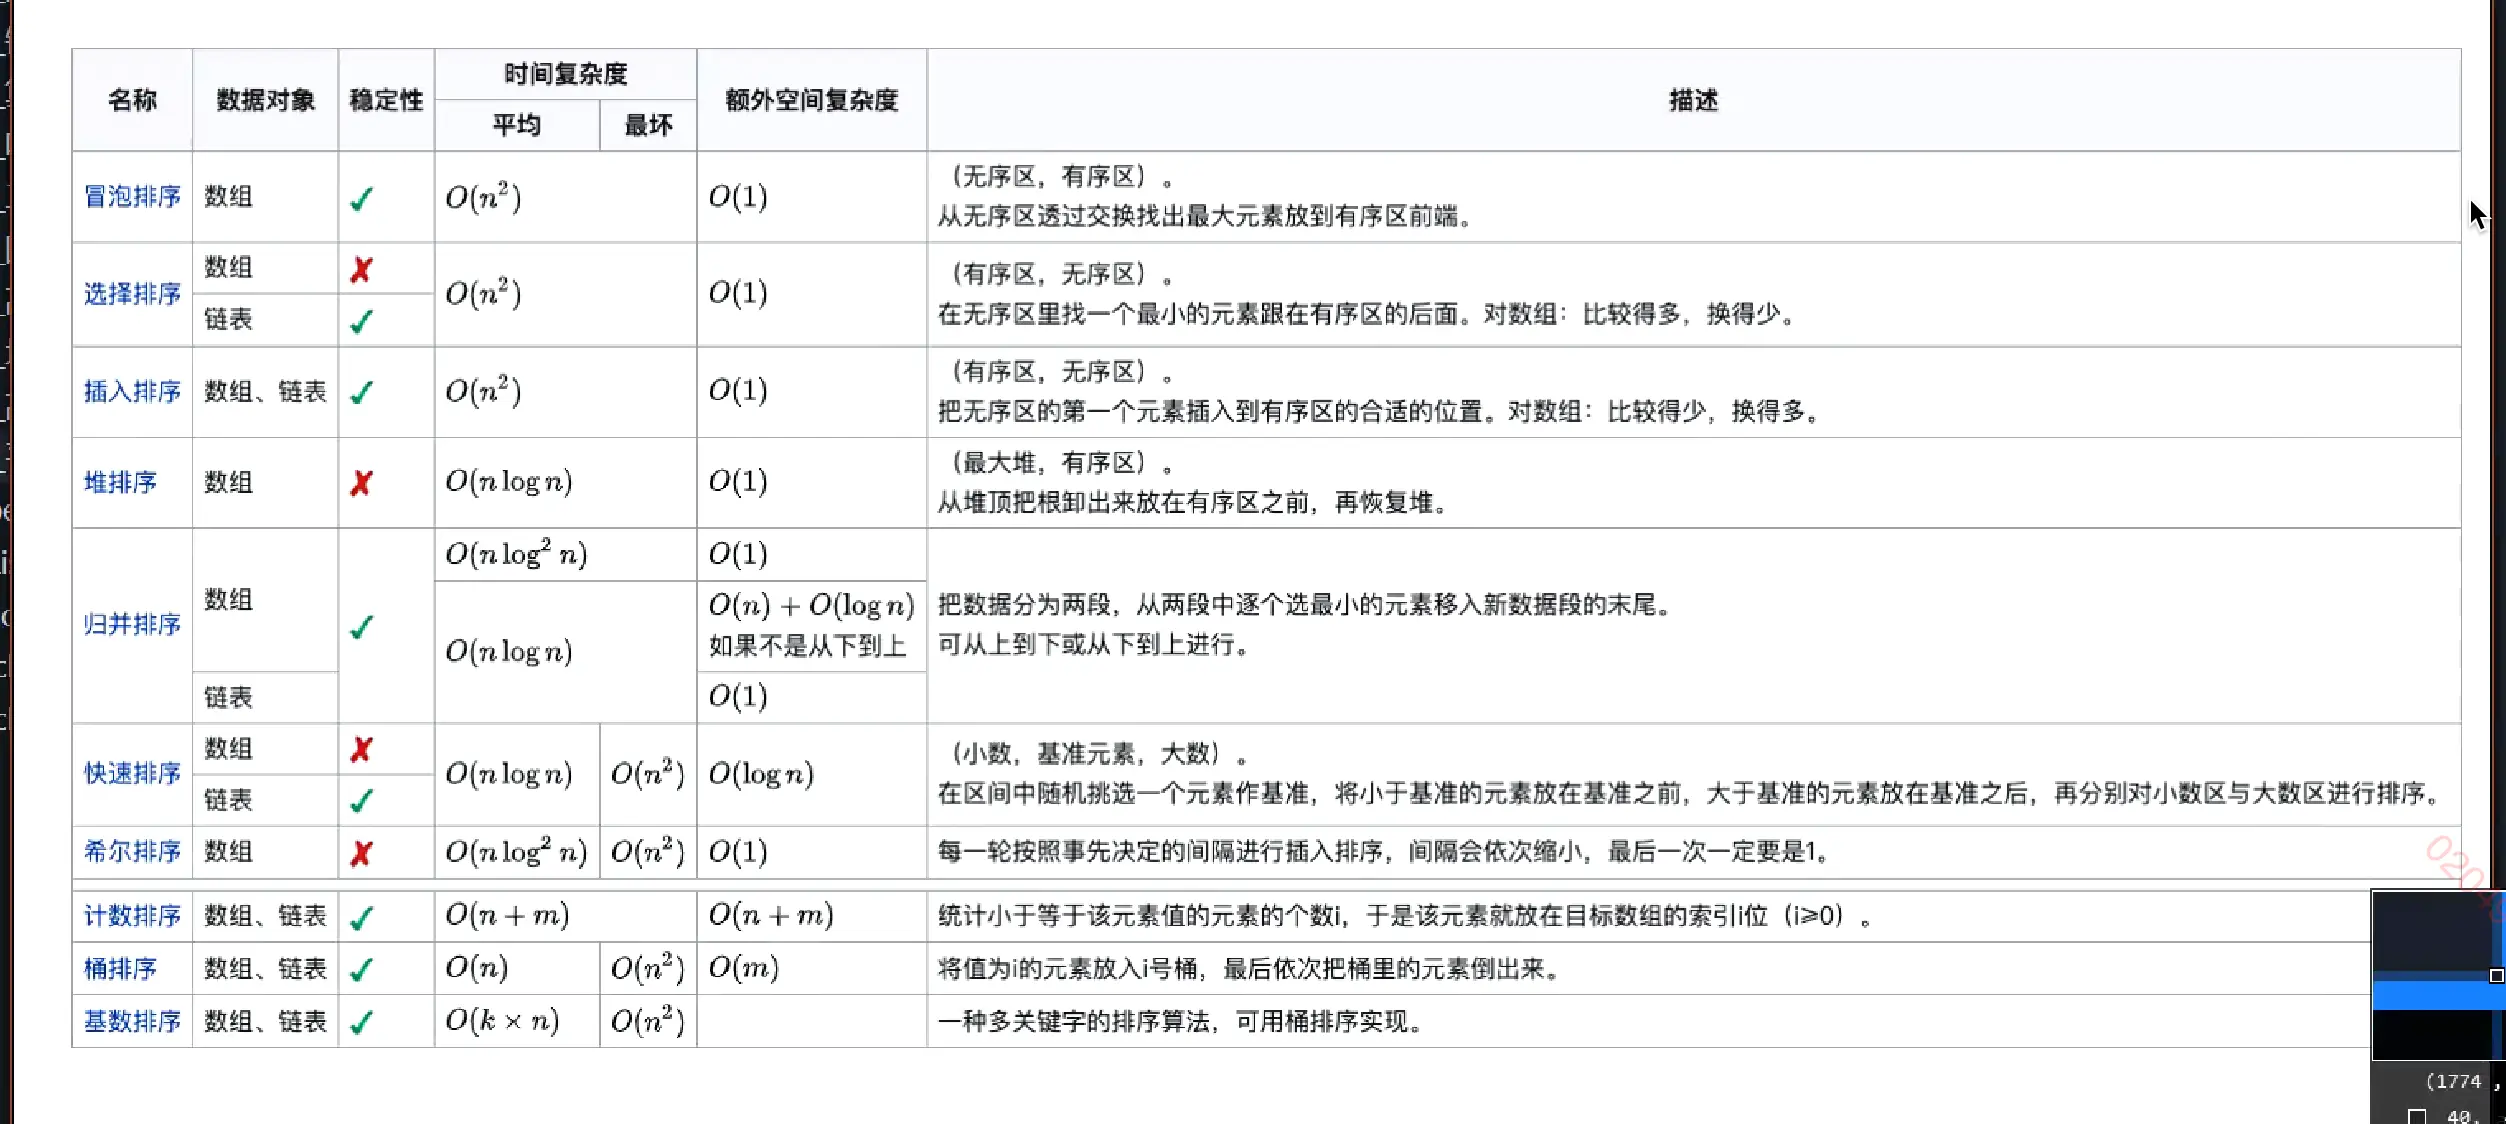 名称 数据对象 稳定性 时间复杂度 额外空间复杂度 描述
平均 最坏
冒泡排序 数组 ✓ O(n²) O(1) （无序区，有序区）。
从无序区透过交换找出最大元素放到有序区前端。
选择排序 数组 ✗ O(n²) O(1) （有序区，无序区）。
链表 ✓ 在无序区里找一个最小的元素跟在有序区的后面。对数组：比较得多，换得少。
插入排序 数组、链表 ✓ O(n²) O(1) （有序区，无序区）。
把无序区的第一个元素插入到有序区的合适的位置。对数组：比较得少，换得多。
堆排序 数组 ✗ O(n log n) O(1) （最大堆，有序区）。
从堆顶把根卸出来放在有序区之前，再恢复堆。
归并排序 数组 ✓ O(n log² n) O(1)
O(n log n) O(n) + O(log n) 把数据分为两段，从两段中逐个选最小的元素移入新数据段的末尾。
如果不是从下到上 可从上到下或从下到上进行。
链表 O(1)
快速排序 数组 ✗ O(n log n) O(n²) O(log n) （小数，基准元素，大数）。
链表 ✓ 在区间中随机挑选一个元素作基准，将小于基准的元素放在基准之前，大于基准的元素放在基准之后，再分别对小数区与大数区进行排序。
希尔排序 数组 ✗ O(n log² n) O(n²) O(1) 每一轮按照事先决定的间隔进行插入排序，间隔会依次缩小，最后一次一定要是1。
计数排序 数组、链表 ✓ O(n + m) O(n + m) 统计小于等于该元素值的元素的个数i，于是该元素就放在目标数组的索引i位（i≥0）。
桶排序 数组、链表 ✓ O(n) O(n²) O(m) 将值为i的元素放入i号桶，最后依次把桶里的元素倒出来。
基数排序 数组、链表 ✓ O(k × n) O(n²) 一种多关键字的排序算法，可用桶排序实现。
(1774 ,
40,